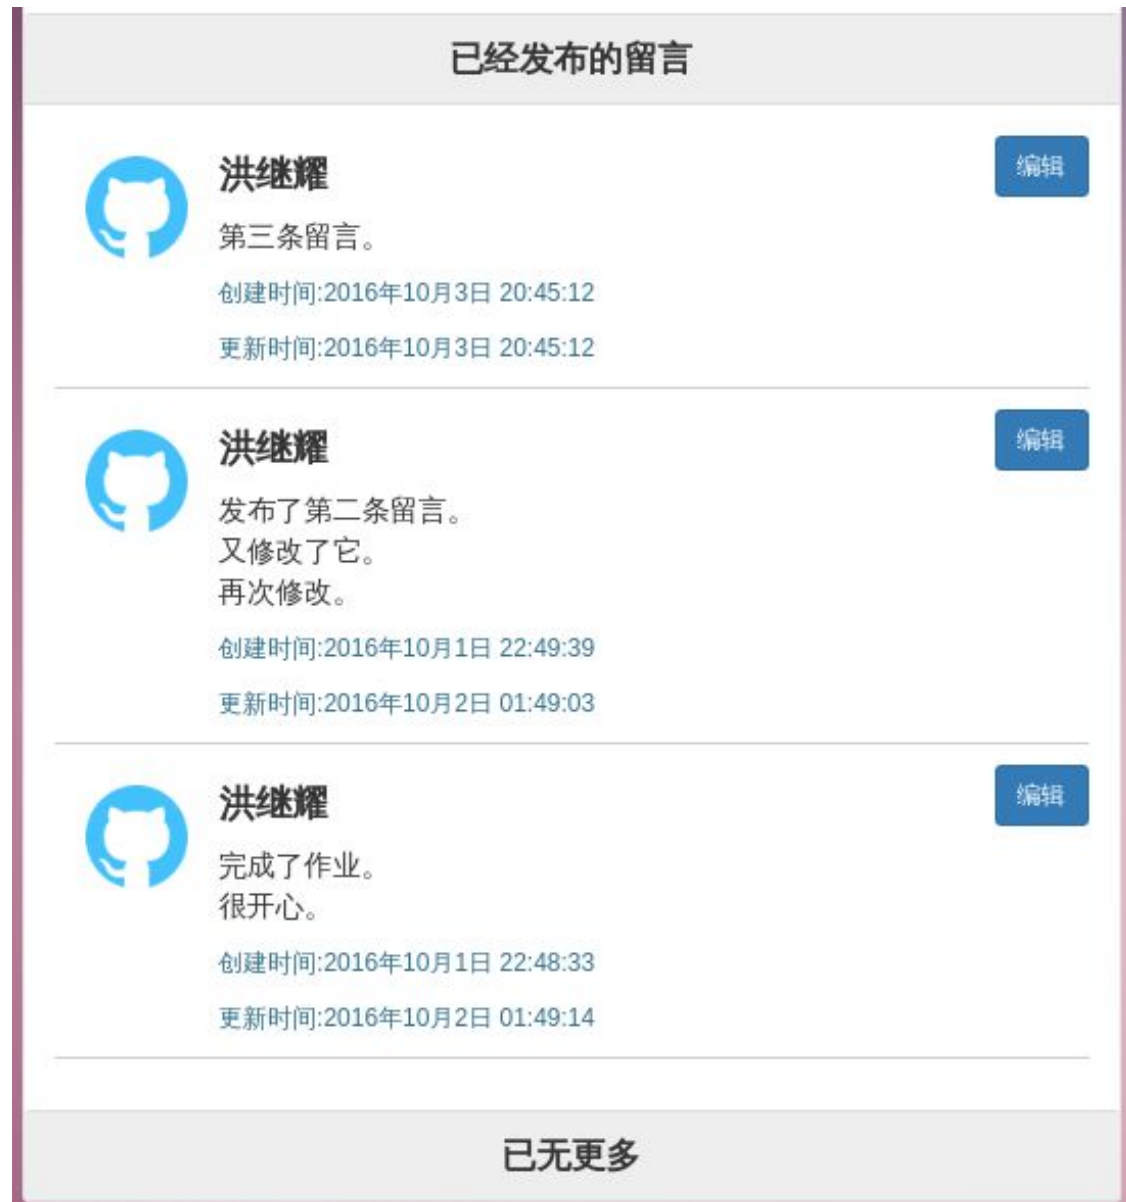 已经发布的留言
洪继耀
编辑
第三条留言。
创建时间:2016年10月3日 20:45:12
更新时间:2016年10月3日 20:45:12
洪继耀
编辑
发布了第二条留言。
又修改了它。
再次修改。
创建时间:2016年10月1日 22:49:39
更新时间:2016年10月2日 01:49:03
洪继耀
编辑
完成了作业。
很开心。
创建时间:2016年10月1日 22:48:33
更新时间:2016年10月2日 01:49:14
已无更多